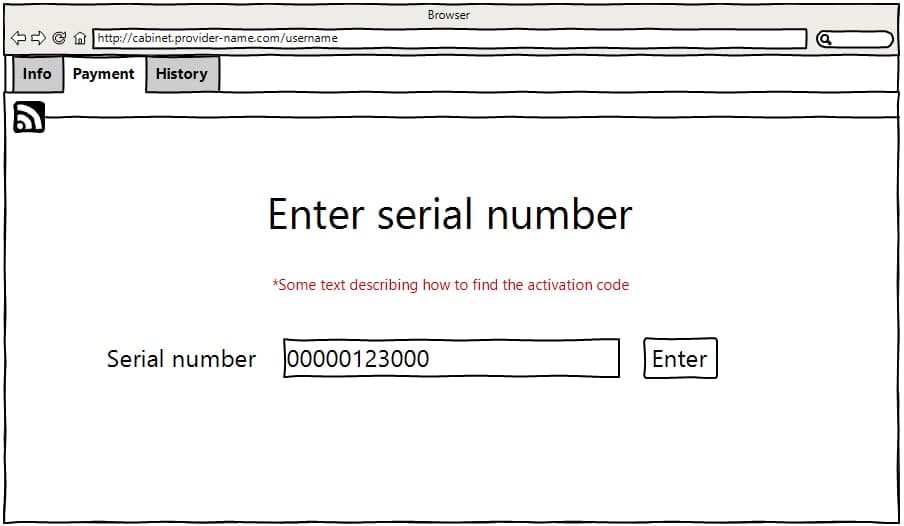 Browser
http://cabinet.provider-name.com/username
Info Payment History
Enter serial number
*Some text describing how to find the activation code
Serial number 00000123000 Enter